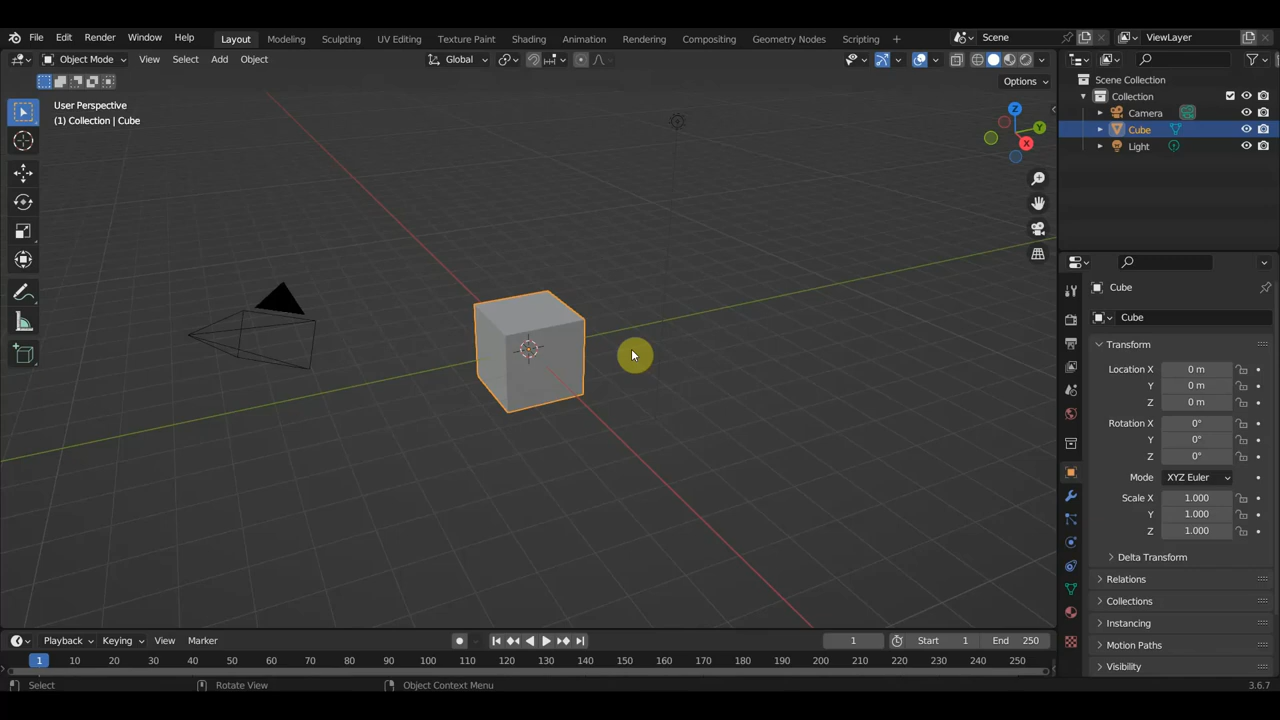 File Edit Render Window Help Layout Modeling Sculpting UV Editing Texture Paint Shading Animation Rendering Compositing Geometry Nodes Scripting + Scene ViewLayer
Object Mode View Select Add Object Global
Options
User Perspective
(1) Collection | Cube
Z
Y
X
Scene Collection
Collection
Camera
Cube
Light
Cube
Cube
Transform
Location X 0 m
Y 0 m
Z 0 m
Rotation X 0°
Y 0°
Z 0°
Mode XYZ Euler
Scale X 1.000
Y 1.000
Z 1.000
Delta Transform
Relations
Collections
Instancing
Motion Paths
Visibility
Playback Keying View Marker 1 Start 1 End 250
1 10 20 30 40 50 60 70 80 90 100 110 120 130 140 150 160 170 180 190 200 210 220 230 240 250
Select Rotate View Object Context Menu 3.6.7